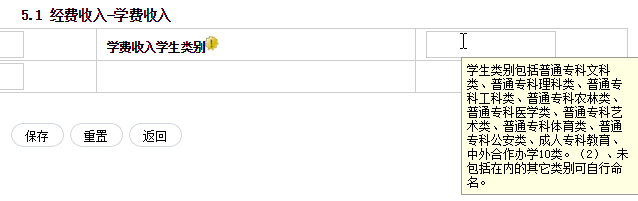 5.1 经费收入-学费收入
学费收入学生类别
学生类别包括普通专科文科
类、普通专科理科类、普通专
科工科类、普通专科农林类、
普通专科医学类、普通专科艺
术类、普通专科体育类、普通
专科公安类、成人专科教育、
中外合作办学10类。（2）、未
包括在内的其它类别可自行命
名。
保存 重置 返回